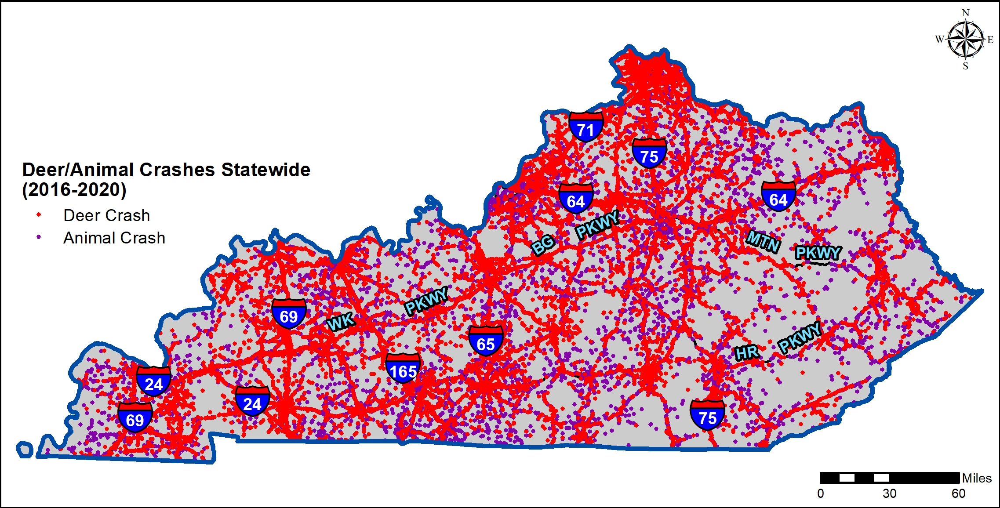 N
W E
S
71
75
Deer/Animal Crashes Statewide
(2016-2020)
64
64
Deer Crash
BG PKWY
Animal Crash
MTN PKWY
69
WK PKWY
65
HR PKWY
165
24
24
69
75
Miles
0 30 60